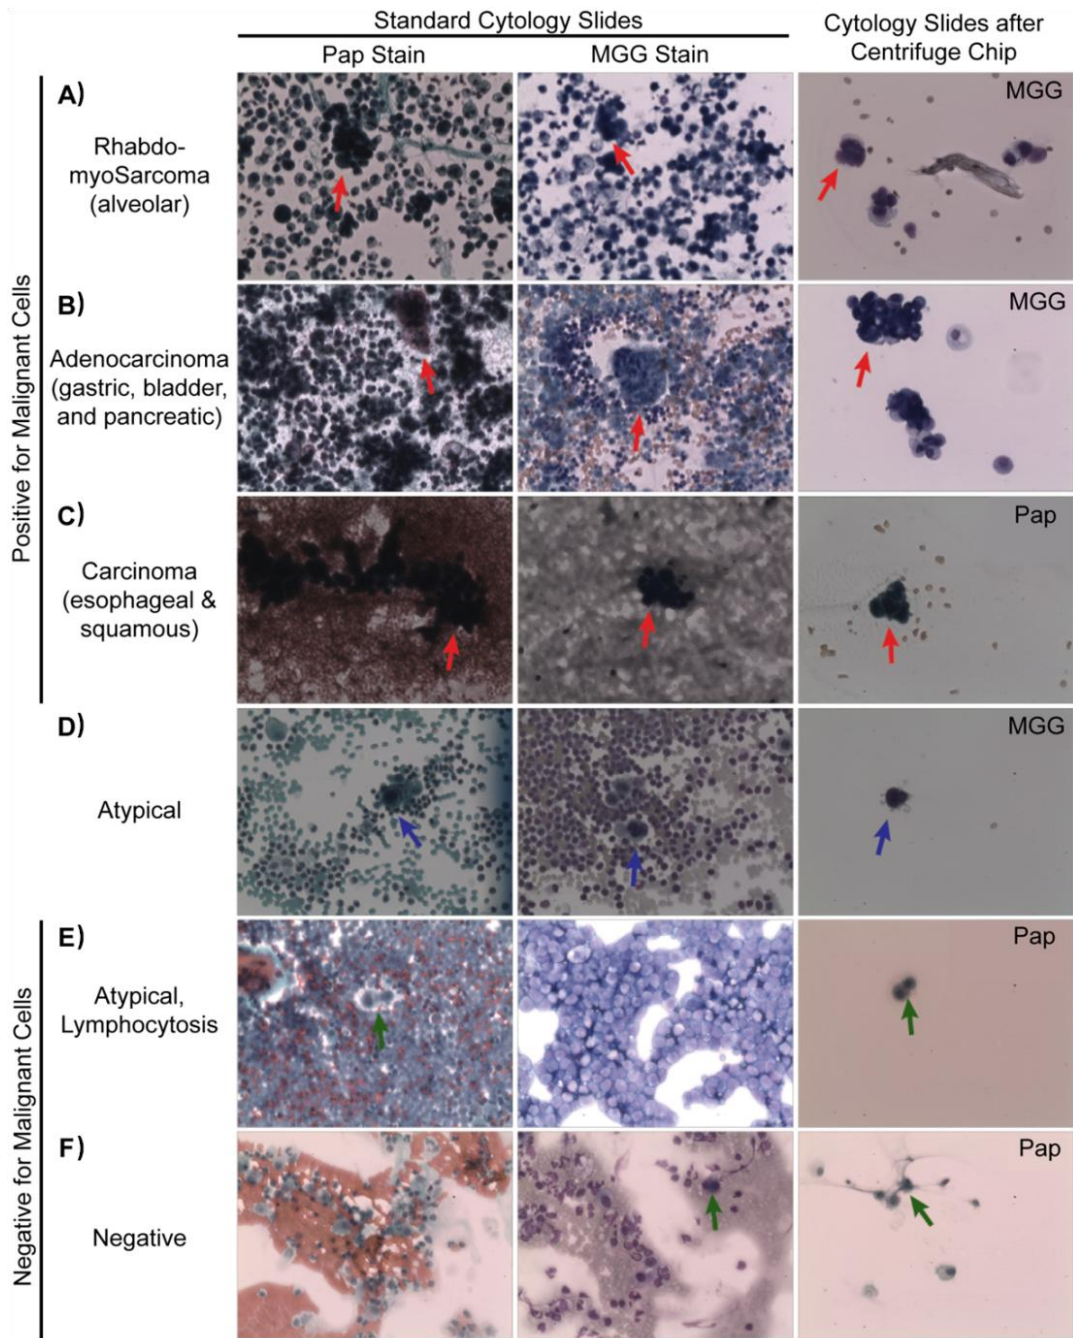 Standard Cytology Slides
Cytology Slides after
Centrifuge Chip
Pap Stain
MGG Stain
Positive for Malignant Cells
A)
Rhabdo-
myoSarcoma
(alveolar)
MGG
B)
Adenocarcinoma
(gastric, bladder,
and pancreatic)
MGG
C)
Carcinoma
(esophageal &
squamous)
Pap
D)
Atypical
MGG
Negative for Malignant Cells
E)
Atypical,
Lymphocytosis
Pap
F)
Negative
Pap